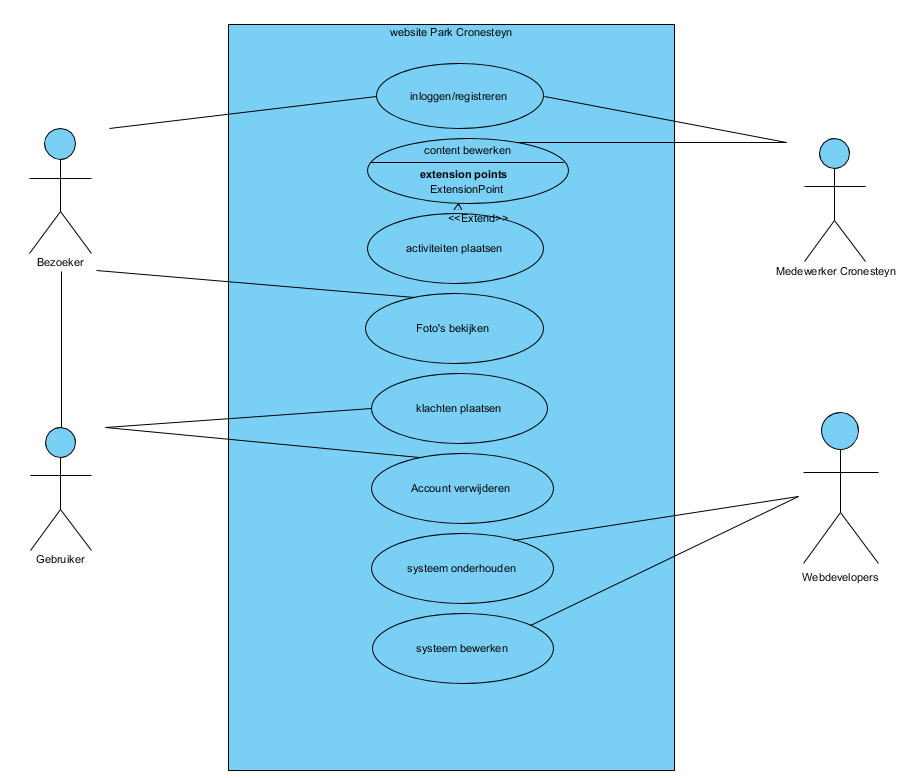 website Park Cronesteyn
inloggen/registreren
content bewerken
extension points
ExtensionPoint
<<Extend>>
activiteiten plaatsen
Bezoeker
Medewerker Cronesteyn
Foto's bekijken
klachten plaatsen
Account verwijderen
Gebruiker
systeem onderhouden
Webdevelopers
systeem bewerken